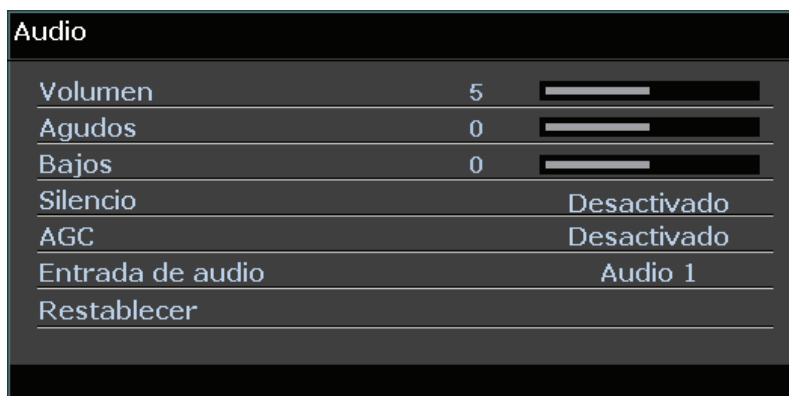 Audio
Volumen 5
Agudos 0
Bajos 0
Silencio Desactivado
AGC Desactivado
Entrada de audio Audio 1
Restablecer